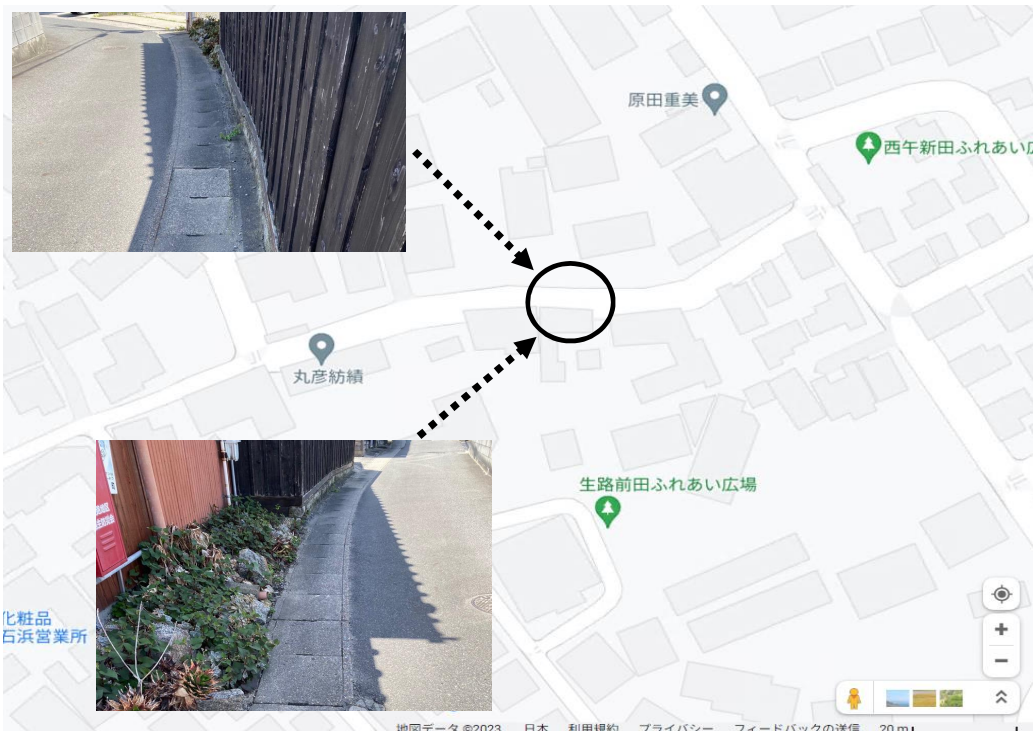 原田重美
西午新田ふれあい広
丸彦紡績
生路前田ふれあい広場
化粧品
石浜営業所
地図データ ©2023 日本 利用規約 プライバシー フィードバックの送信 20 m